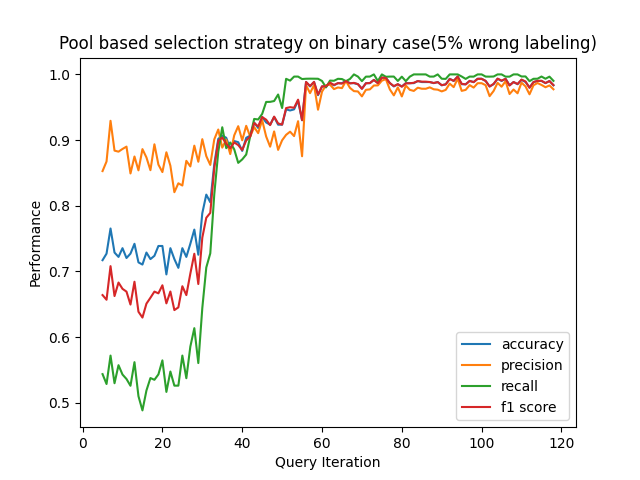 Pool based selection strategy on binary case(5% wrong labeling)
1.0
0.9
0.8
0.7
0.6
0.5
Performance
0
20
40
60
80
100
120
Query Iteration
accuracy
precision
recall
f1 score